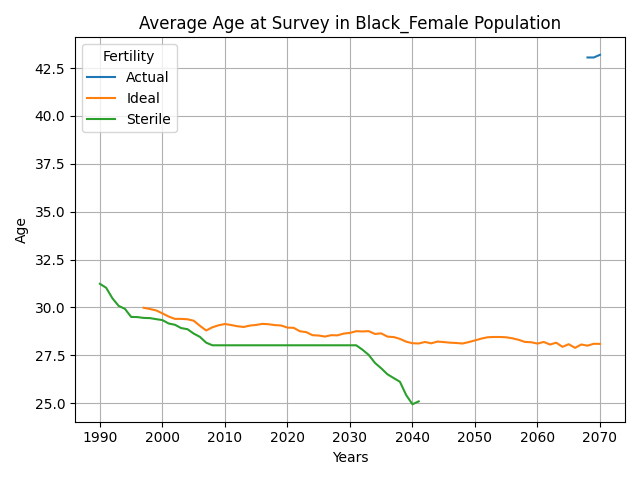 Average Age at Survey in Black_Female Population
Fertility
Actual
Ideal
Sterile
42.5
40.0
37.5
35.0
32.5
30.0
27.5
25.0
Age
1990 2000 2010 2020 2030 2040 2050 2060 2070
Years